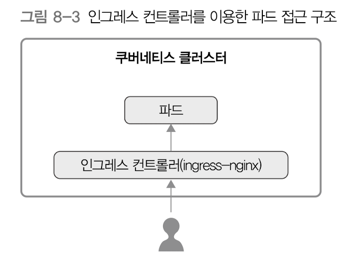 그림 8-3 인그레스 컨트롤러를 이용한 파드 접근 구조
쿠버네티스 클러스터
파드
인그레스 컨트롤러(ingress-nginx)